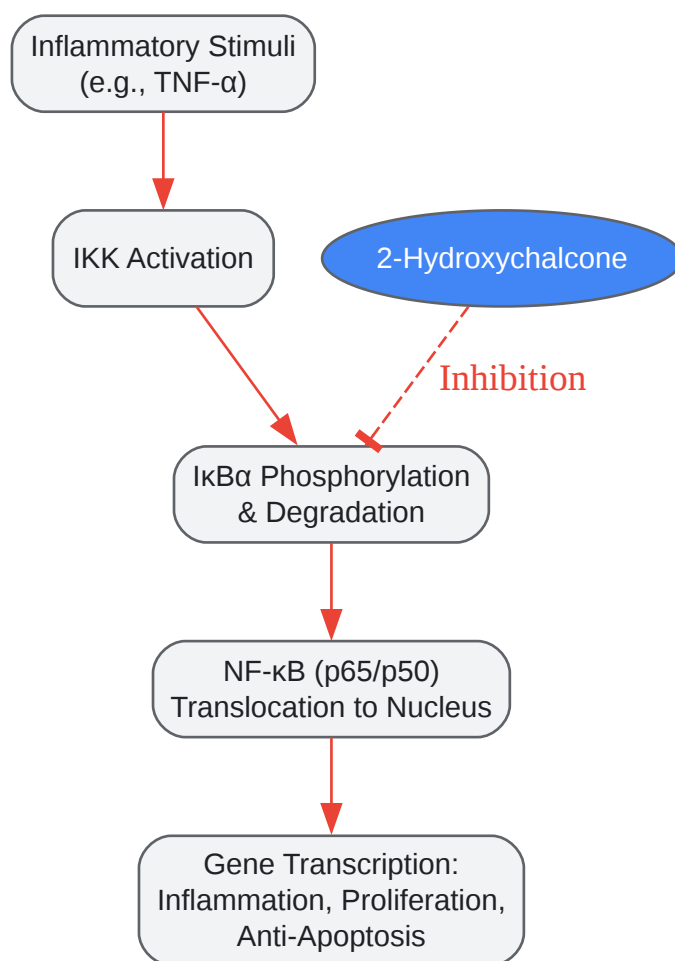 Inflammatory Stimuli
(e.g., TNF-α)
IKK Activation
2-Hydroxychalcone
Inhibition
IκBα Phosphorylation
& Degradation
NF-κB (p65/p50)
Translocation to Nucleus
Gene Transcription:
Inflammation, Proliferation,
Anti-Apoptosis